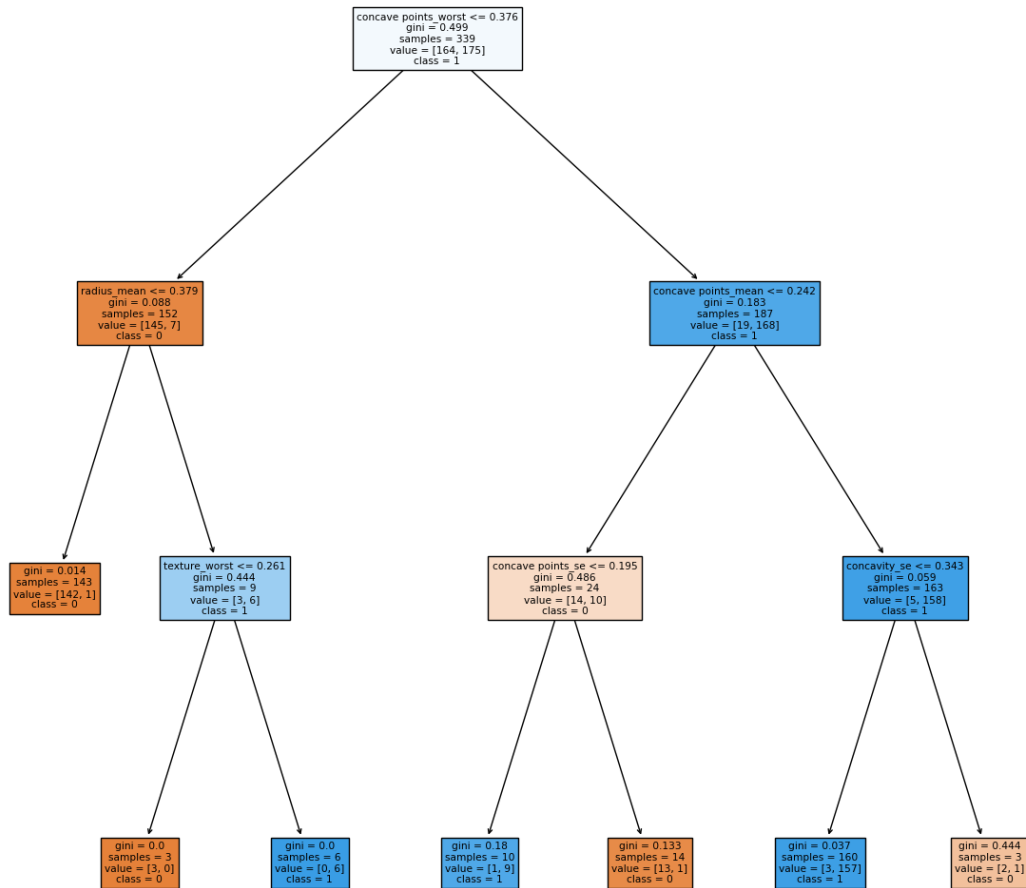 concave points_worst <= 0.376
gini = 0.499
samples = 339
value = [164, 175]
class = 1
radius_mean <= 0.379
gini = 0.088
samples = 152
value = [145, 7]
class = 0
concave points_mean <= 0.242
gini = 0.183
samples = 187
value = [19, 168]
class = 1
gini = 0.014
samples = 143
value = [142, 1]
class = 0
texture_worst <= 0.261
gini = 0.444
samples = 9
value = [3, 6]
class = 1
concave points_se <= 0.195
gini = 0.486
samples = 24
value = [14, 10]
class = 0
concavity_se <= 0.343
gini = 0.059
samples = 163
value = [5, 158]
class = 1
gini = 0.0
samples = 3
value = [3, 0]
class = 0
gini = 0.0
samples = 6
value = [0, 6]
class = 1
gini = 0.18
samples = 10
value = [1, 9]
class = 1
gini = 0.133
samples = 14
value = [13, 1]
class = 0
gini = 0.037
samples = 160
value = [3, 157]
class = 1
gini = 0.444
samples = 3
value = [2, 1]
class = 0